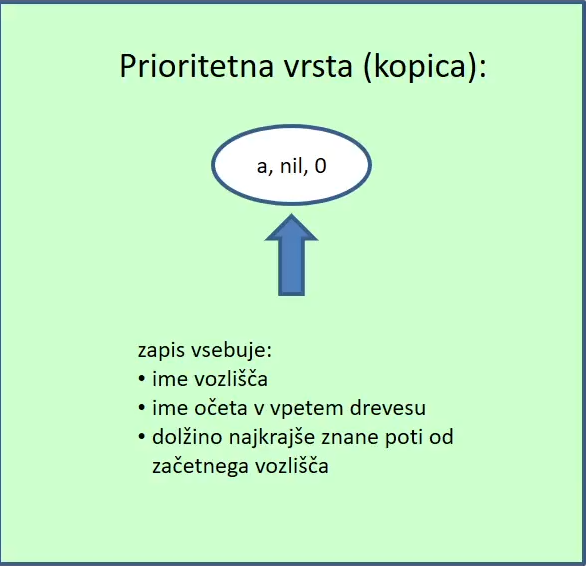 Prioritetna vrsta (kopica):
a, nil, 0
zapis vsebuje:
• ime vozlišča
• ime očeta v vpetem drevesu
• dolžino najkrajše znane poti od
začetnega vozlišča